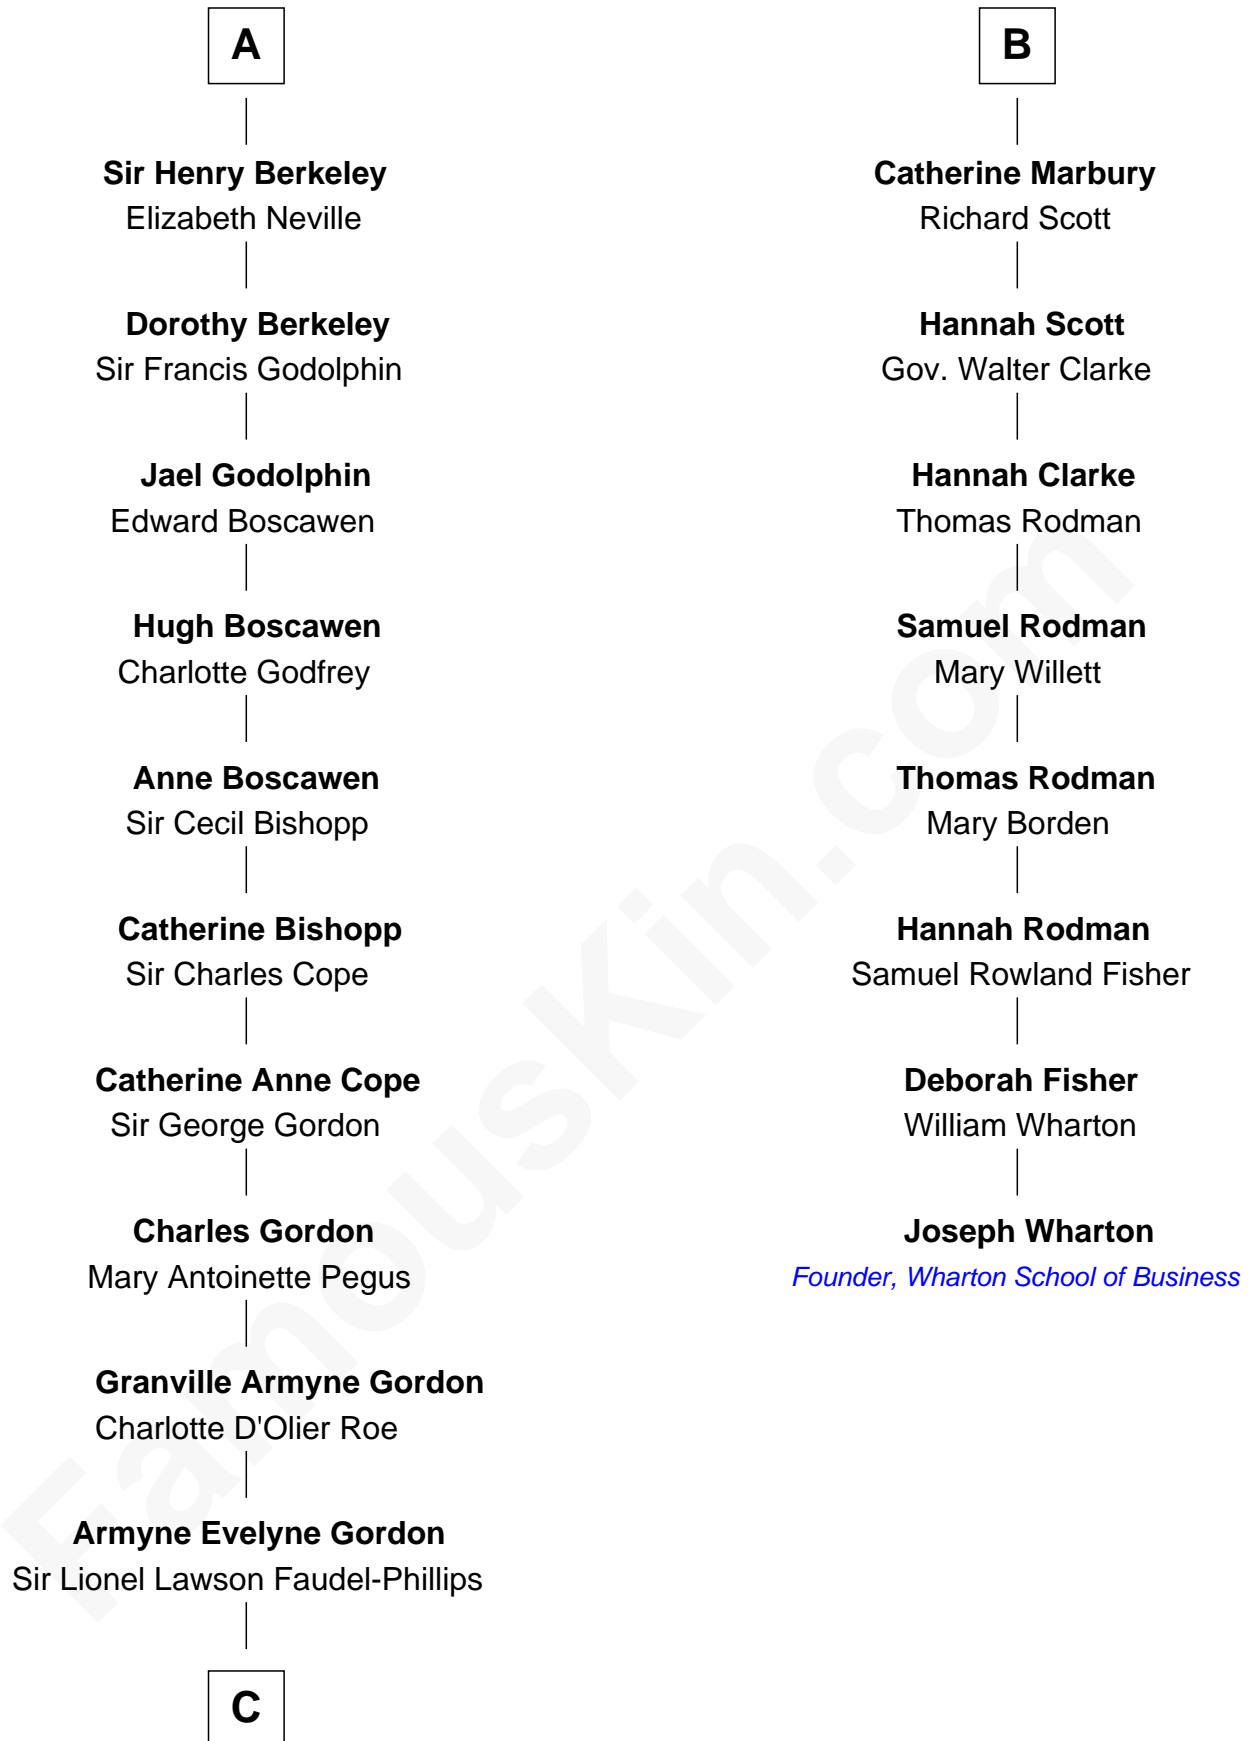 A
Sir Henry Berkeley
Elizabeth Neville
Dorothy Berkeley
Sir Francis Godolphin
Jael Godolphin
Edward Boscawen
Hugh Boscawen
Charlotte Godfrey
Anne Boscawen
Sir Cecil Bishopp
Catherine Bishopp
Sir Charles Cope
Catherine Anne Cope
Sir George Gordon
Charles Gordon
Mary Antoinette Pegus
Granville Armyne Gordon
Charlotte D'Olier Roe
Armyne Evelyne Gordon
Sir Lionel Lawson Faudel-Phillips
C
B
Catherine Marbury
Richard Scott
Hannah Scott
Gov. Walter Clarke
Hannah Clarke
Thomas Rodman
Samuel Rodman
Mary Willett
Thomas Rodman
Mary Borden
Hannah Rodman
Samuel Rowland Fisher
Deborah Fisher
William Wharton
Joseph Wharton
Founder, Wharton School of Business
FamousKin.com